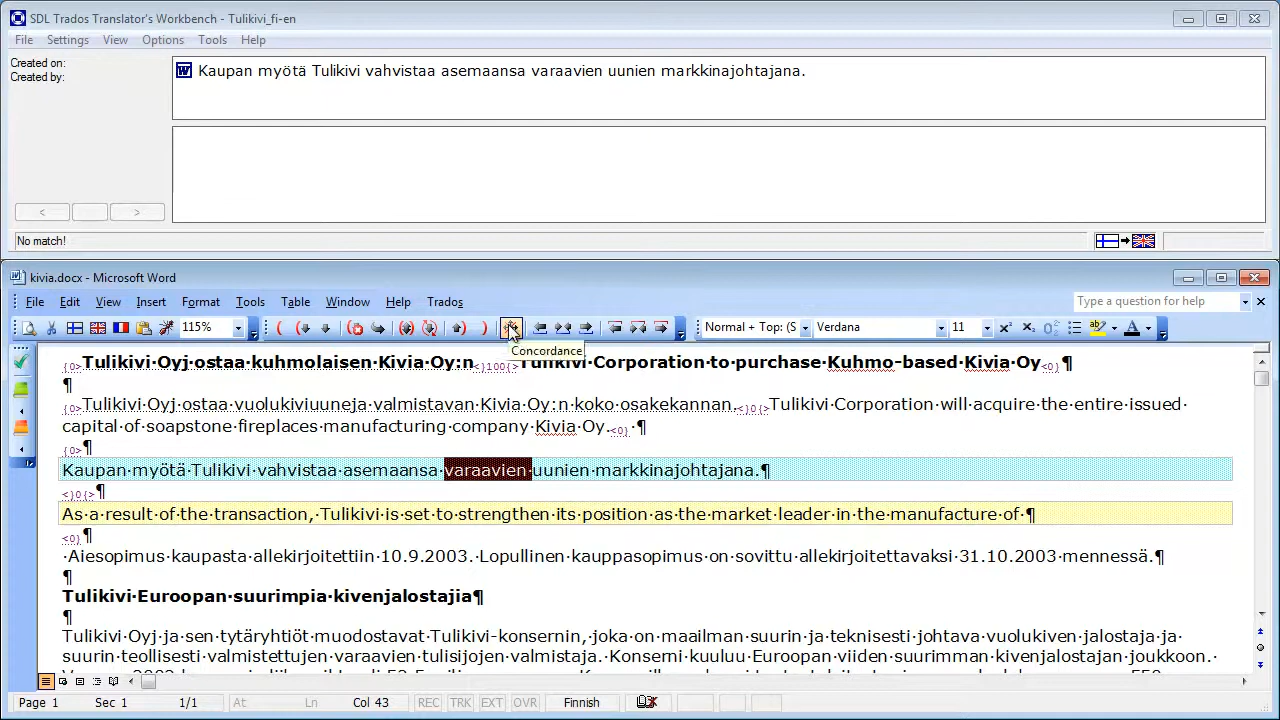 SDL Trados Translator's Workbench - Tulikivi_fi-en
File Settings View Options Tools Help
Created on:
Created by:
Kaupan myötä Tulikivi vahvistaa asemaansa varaavien uunien markkinajohtajana.
< >
No match!
kivia.docx - Microsoft Word
File Edit View Insert Format Tools Table Window Help Trados
Type a question for help
115% Normal + Top: (S Verdana 11
Concordance
{0>Tulikivi·Oyj·ostaa·kuhmolaisen·Kivia·Oy:n<}100{>Tulikivi·Corporation·to·purchase·Kuhmo-based·Kivia·Oy<0}¶
¶
{0>Tulikivi·Oyj·ostaa·vuolukiviuuneja·valmistavan·Kivia·Oy:n·koko·osakekannan.<}0{>Tulikivi·Corporation·will·acquire·the·entire·issued·
capital·of·soapstone·fireplaces·manufacturing·company·Kivia·Oy.<0}·¶
{0>¶
Kaupan·myötä·Tulikivi·vahvistaa·asemaansa·varaavien·uunien·markkinajohtajana.¶
<}0{>¶
As·a·result·of·the·transaction,·Tulikivi·is·set·to·strengthen·its·position·as·the·market·leader·in·the·manufacture·of·¶
<0}¶
·Aiesopimus·kaupasta·allekirjoitettiin·10.9.2003.·Lopullinen·kauppasopimus·on·sovittu·allekirjoitettavaksi·31.10.2003·mennessä.¶
¶
Tulikivi·Euroopan·suurimpia·kivenjalostajia¶
¶
Tulikivi·Oyj·ja·sen·tytäryhtiöt·muodostavat·Tulikivi-konsernin,·joka·on·maailman·suurin·ja·teknisesti·johtava·vuolukiven·jalostaja·ja·
suurin·teollisesti·valmistettujen·varaavien·tulisijojen·valmistaja.·Konserni·kuuluu·Euroopan·viiden·suurimman·kivenjalostajan·joukkoon.·
Page 1 Sec 1 1/1 At Ln Col 43 REC TRK EXT OVR Finnish